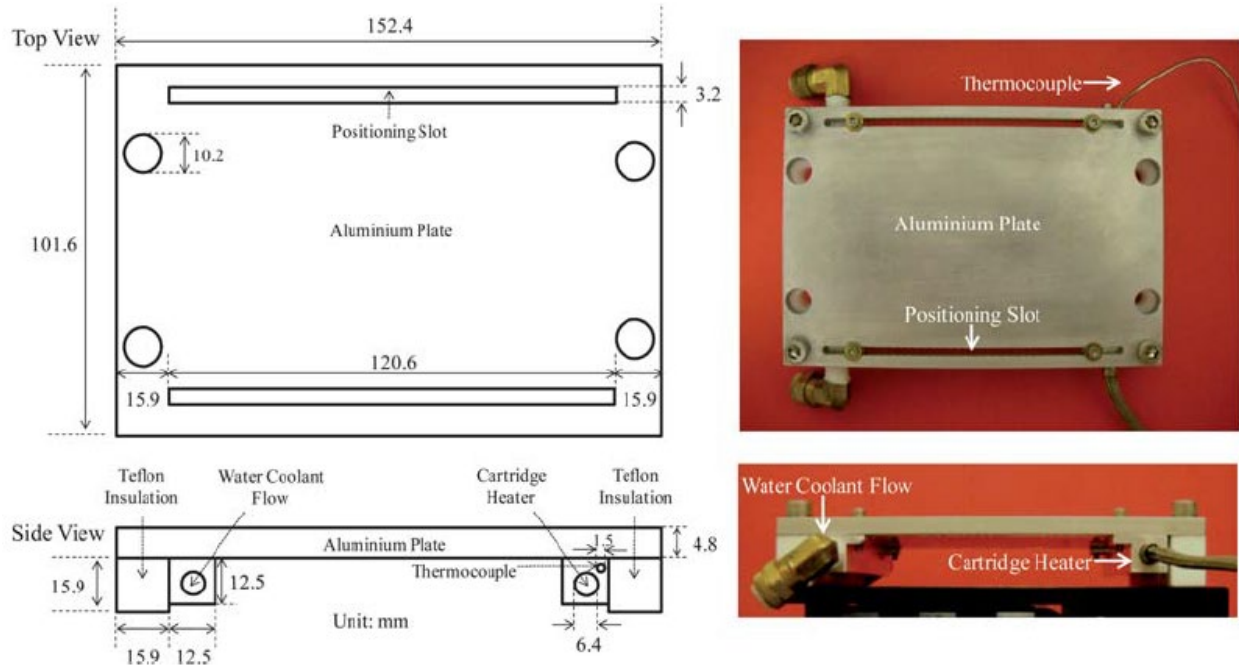 Top View
152.4
3.2
Positioning Slot
10.2
101.6
Aluminium Plate
120.6
15.9
15.9
Teflon
Insulation
Water Coolant
Flow
Cartridge
Heater
Teflon
Insulation
Side View
Aluminium Plate
1.5
4.8
Thermocouple
15.9
12.5
Unit: mm
6.4
15.9
12.5
Thermocouple
Aluminium Plate
Positioning Slot
Water Coolant Flow
Cartridge Heater